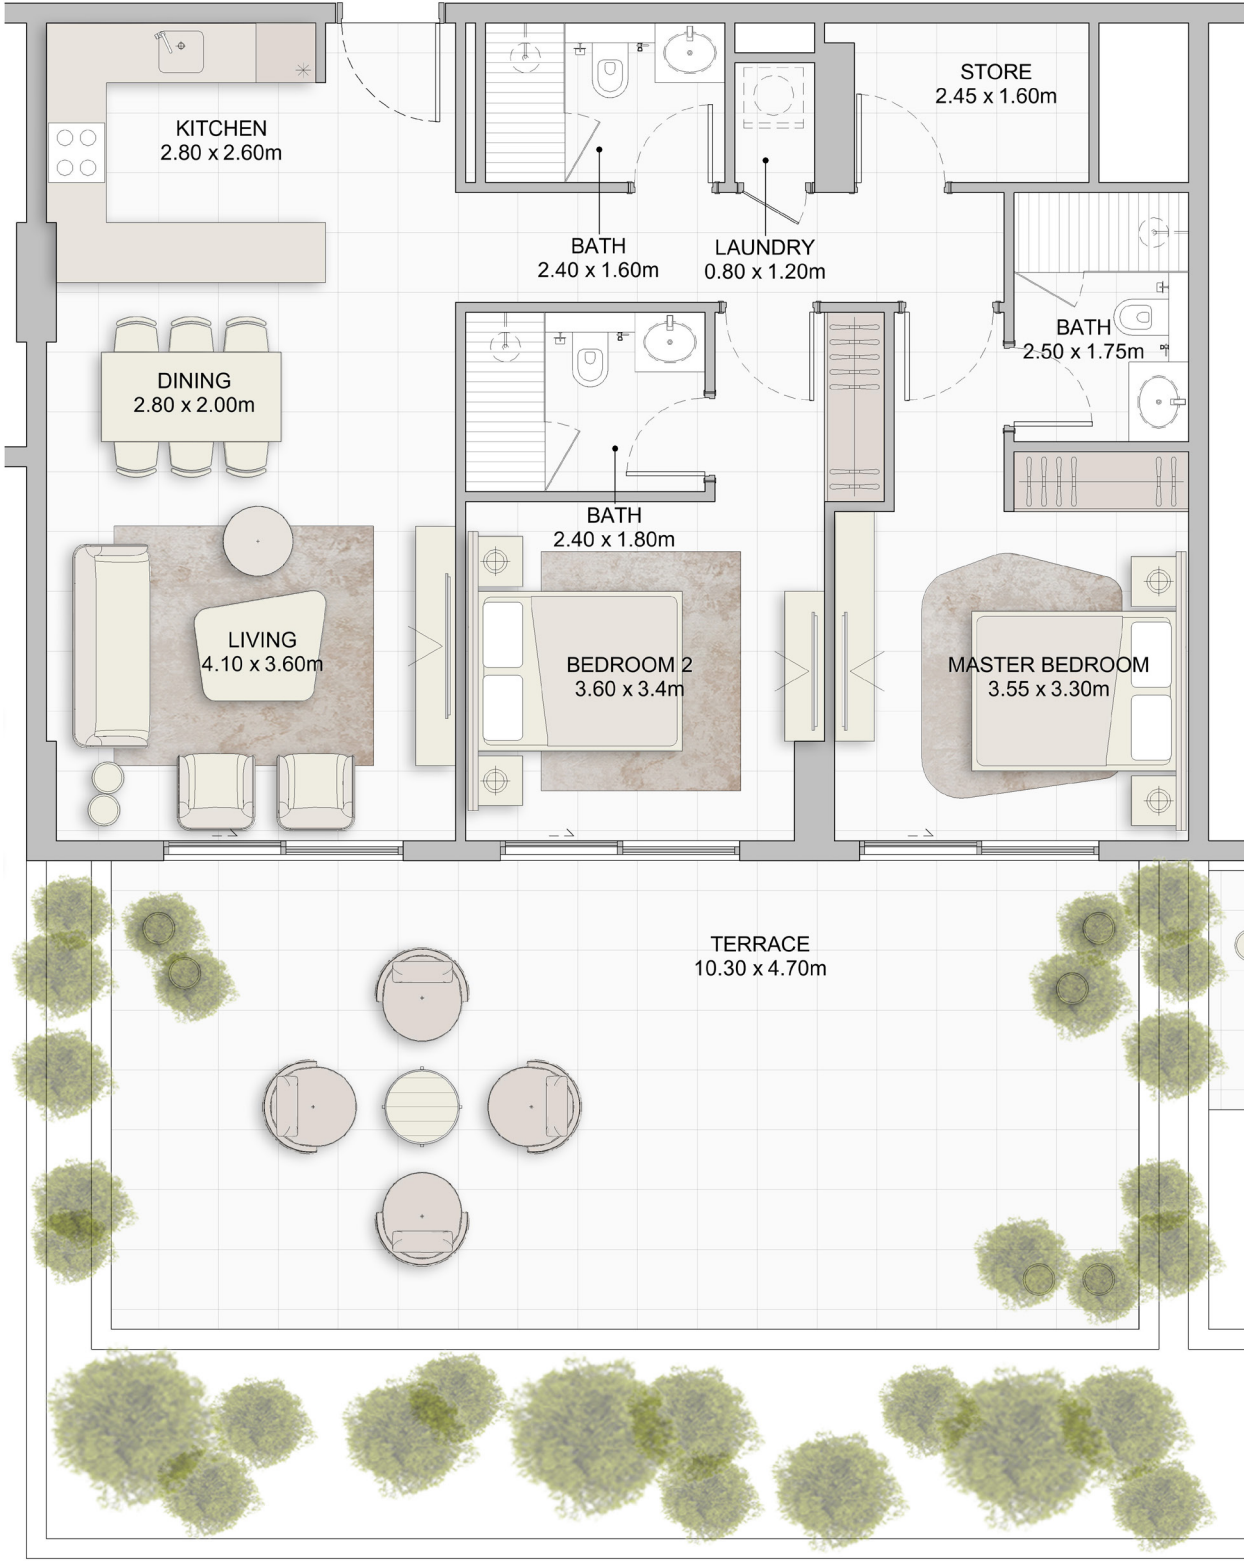 STORE
2.45 x 1.60m
KITCHEN
2.80 x 2.60m
BATH
2.40 x 1.60m
LAUNDRY
0.80 x 1.20m
BATH
2.50 x 1.75m
DINING
2.80 x 2.00m
BATH
2.40 x 1.80m
LIVING
4.10 x 3.60m
BEDROOM 2
3.60 x 3.4m
MASTER BEDROOM
3.55 x 3.30m
TERRACE
10.30 x 4.70m